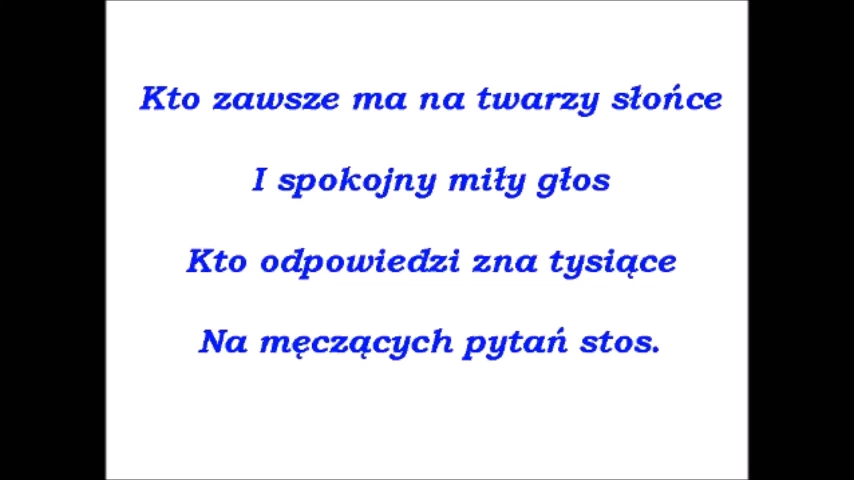 Kto zawsze ma na twarzy słońce
I spokojny miły głos
Kto odpowiedzi zna tysiące
Na męczących pytań stos.